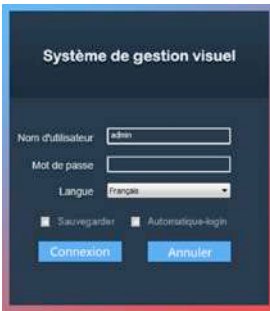 Système de gestion visuel
Nom d'utilisateur admin
Mot de passe
Langue Français
Sauvegarder Automatique-login
Connexion Annuler